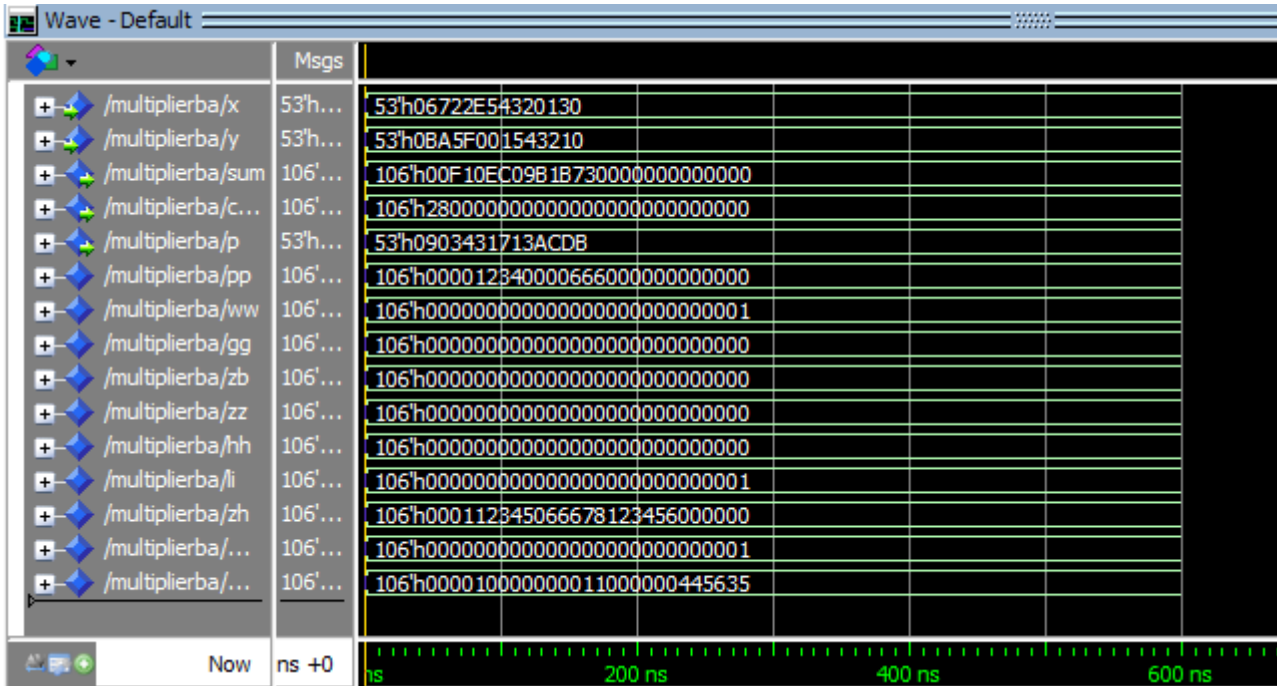 Wave - Default
Msgs
/multiplierba/x 53'h... 53'h06722E54320130
/multiplierba/y 53'h... 53'h0BA5F001543210
/multiplierba/sum 106'... 106'h00F10EC09B1B730000000000000
/multiplierba/c... 106'... 106'h280000000000000000000000000
/multiplierba/p 53'h... 53'h0903431713ACDB
/multiplierba/pp 106'... 106'h000012340000666000000000000
/multiplierba/ww 106'... 106'h000000000000000000000000001
/multiplierba/gg 106'... 106'h000000000000000000000000000
/multiplierba/zb 106'... 106'h000000000000000000000000000
/multiplierba/zz 106'... 106'h000000000000000000000000000
/multiplierba/hh 106'... 106'h000000000000000000000000000
/multiplierba/li 106'... 106'h000000000000000000000000001
/multiplierba/zh 106'... 106'h000112345066678123456000000
/multiplierba/... 106'... 106'h000000000000000000000000001
/multiplierba/... 106'... 106'h000010000000011000000445635
Now ns +0 ns 200 ns 400 ns 600 ns